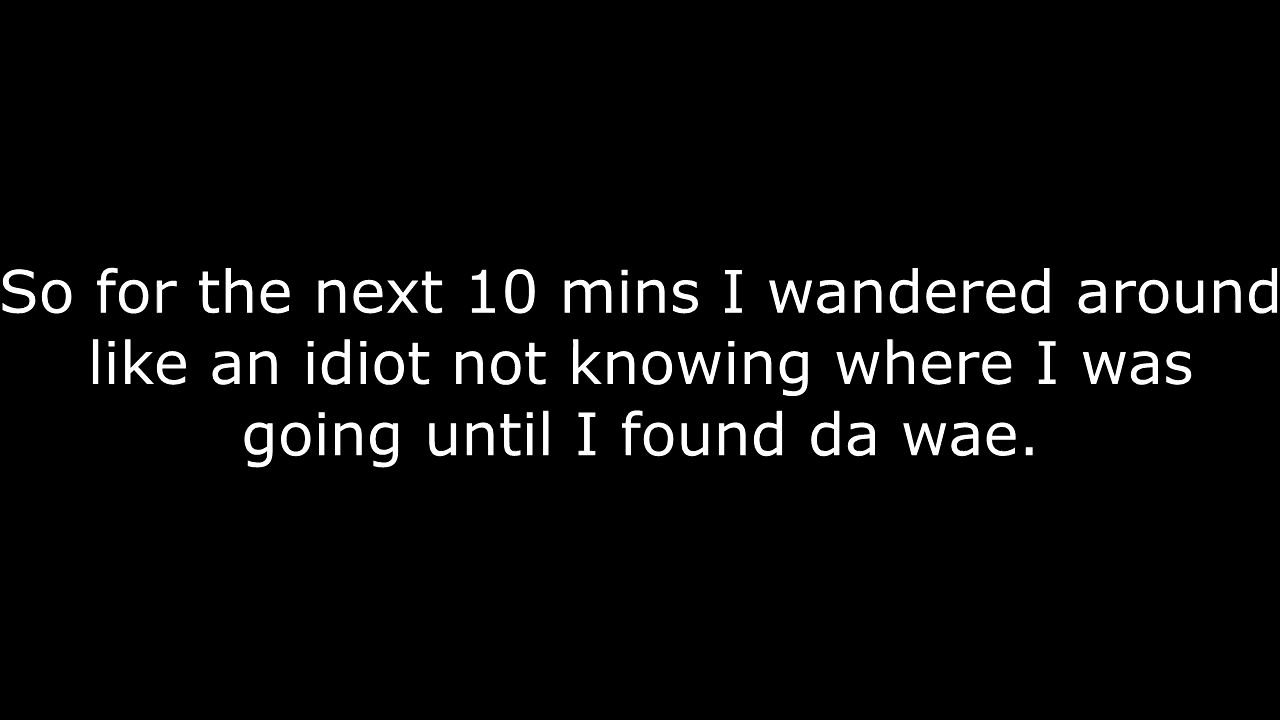 So for the next 10 mins I wandered around
like an idiot not knowing where I was
going until I found da wae.